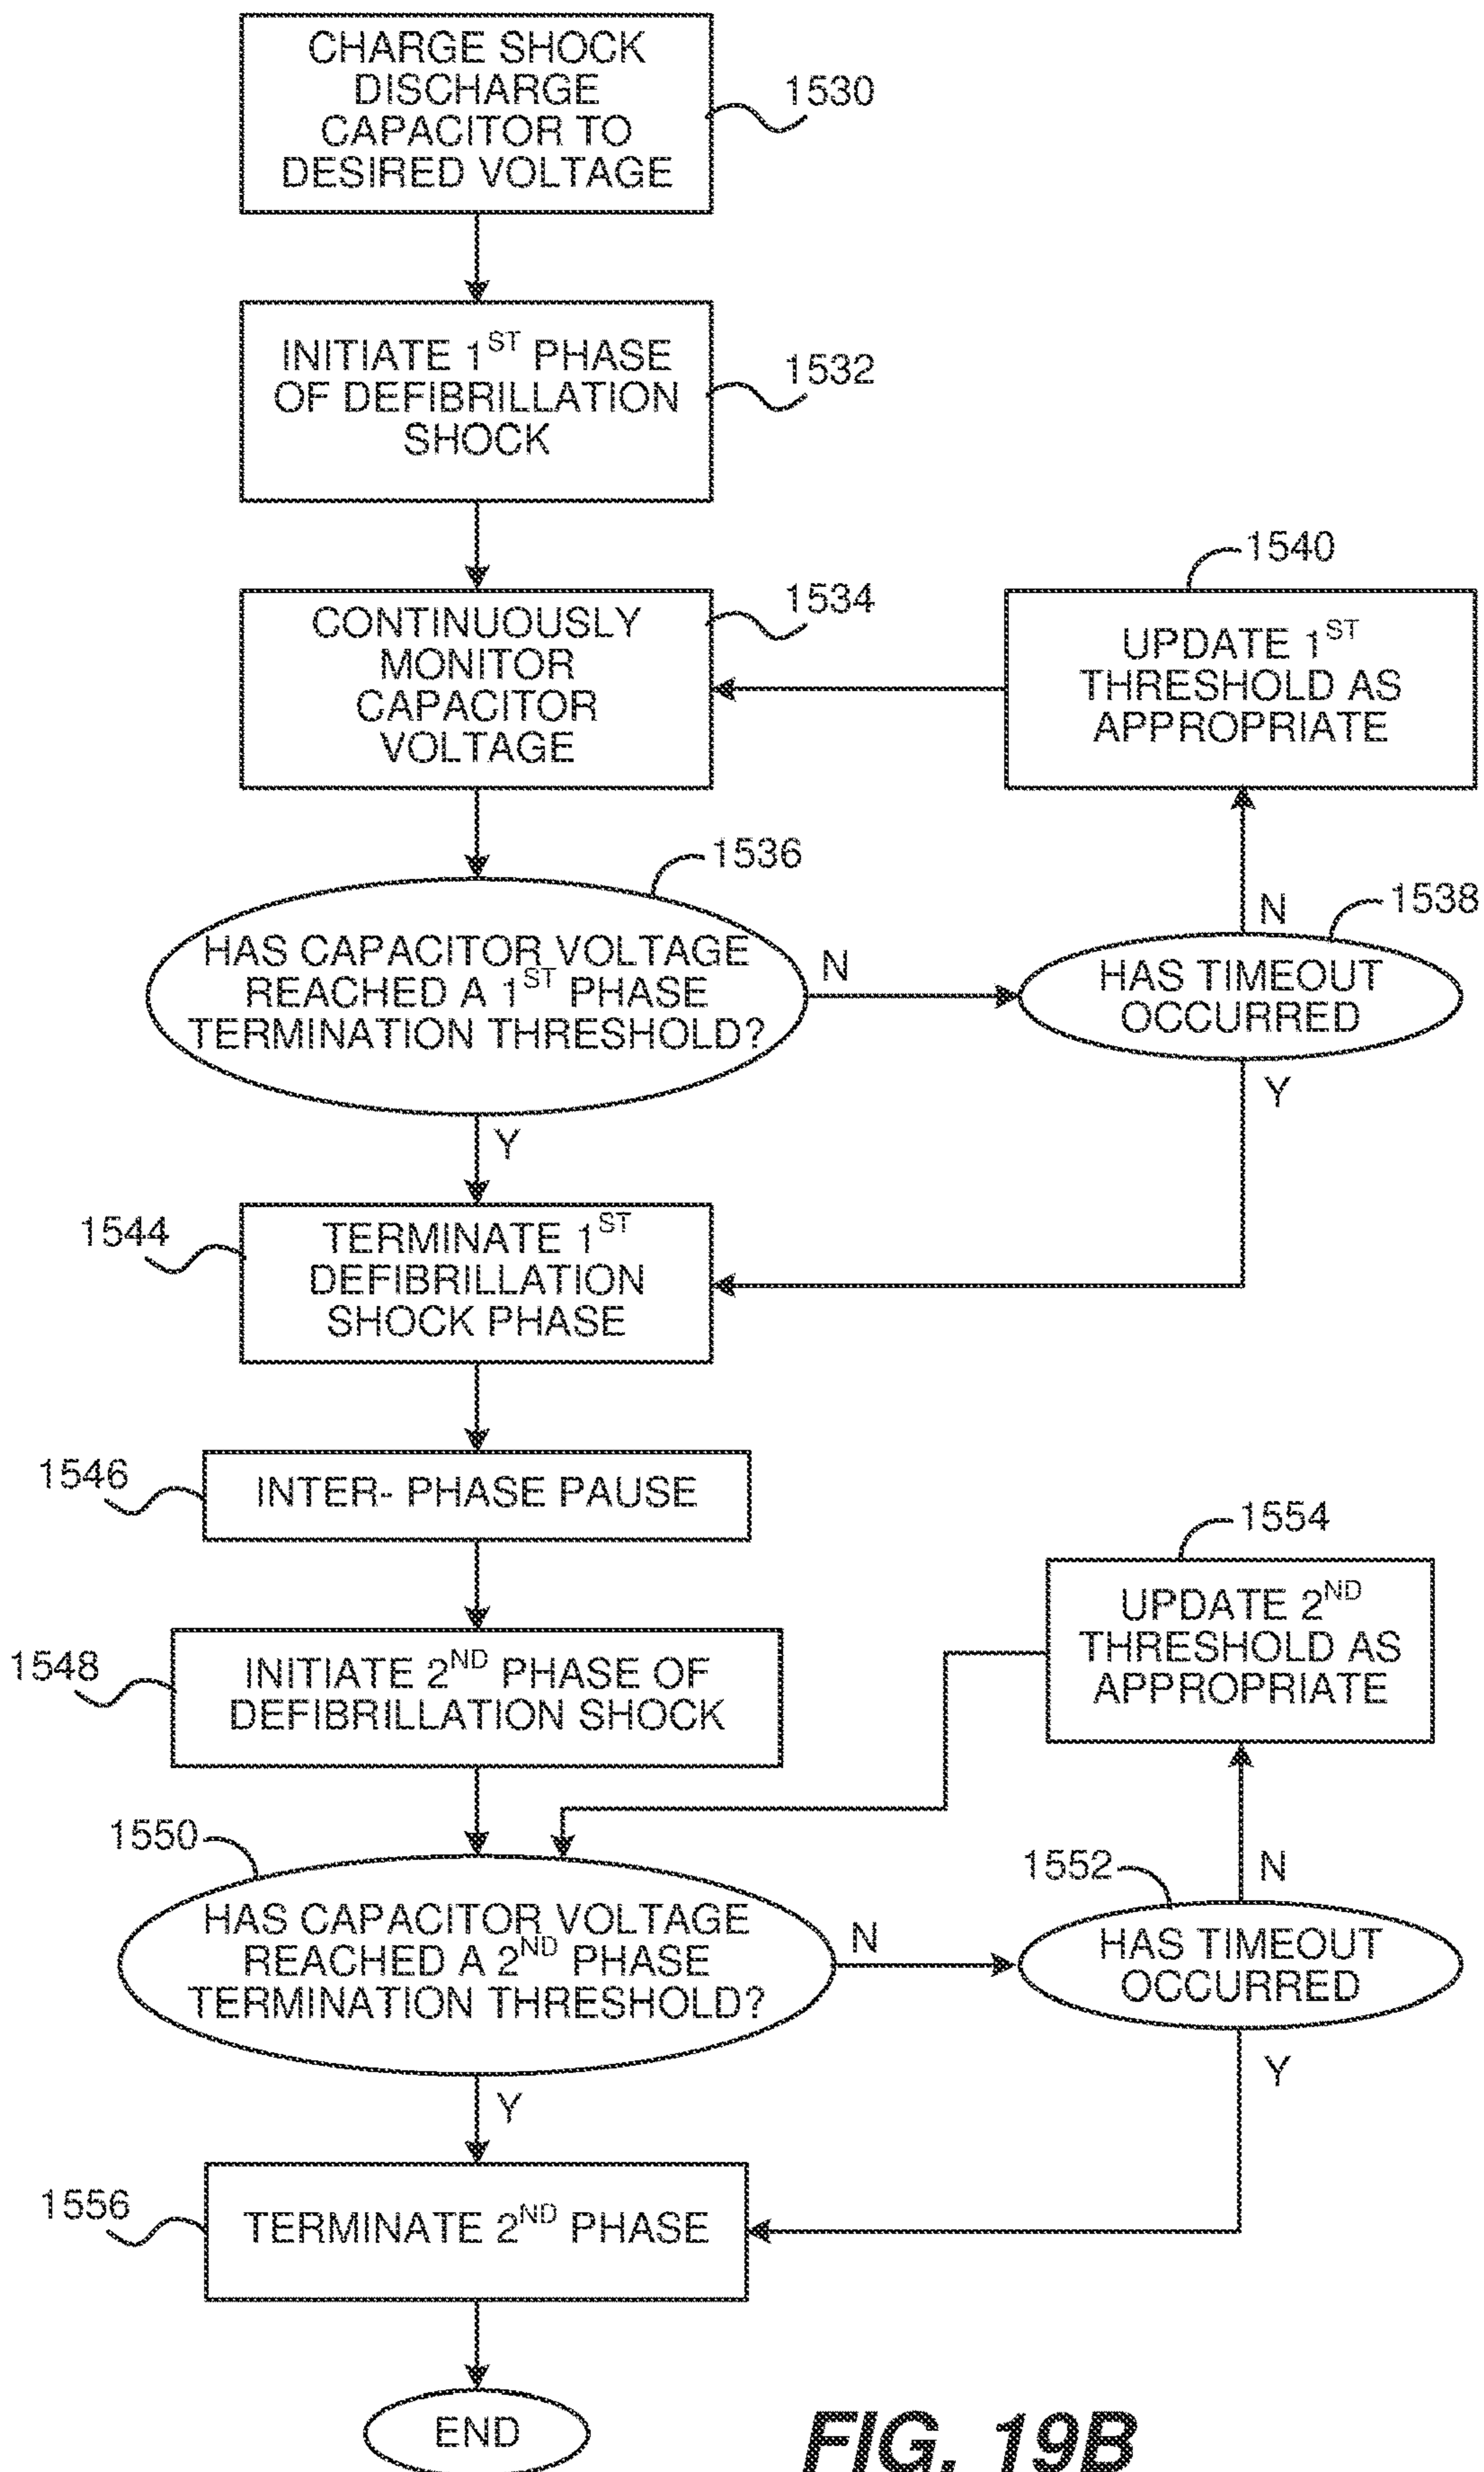 CHARGE SHOCK
DISCHARGE
CAPACITOR TO
DESIRED VOLTAGE
1530
INITIATE 1ST PHASE
OF DEFIBRILLATION
SHOCK
1532
CONTINUOUSLY
MONITOR
CAPACITOR
VOLTAGE
1534
1540
UPDATE 1ST
THRESHOLD AS
APPROPRIATE
1536
HAS CAPACITOR VOLTAGE
REACHED A 1ST PHASE
TERMINATION THRESHOLD?
N
N
1538
HAS TIMEOUT
OCCURRED
Y
Y
1544
TERMINATE 1ST
DEFIBRILLATION
SHOCK PHASE
1546
INTER- PHASE PAUSE
1554
UPDATE 2ND
THRESHOLD AS
APPROPRIATE
1548
INITIATE 2ND PHASE OF
DEFIBRILLATION SHOCK
1550
HAS CAPACITOR VOLTAGE
REACHED A 2ND PHASE
TERMINATION THRESHOLD?
N
1552
N
HAS TIMEOUT
OCCURRED
Y
Y
1556
TERMINATE 2ND PHASE
END
FIG. 19B